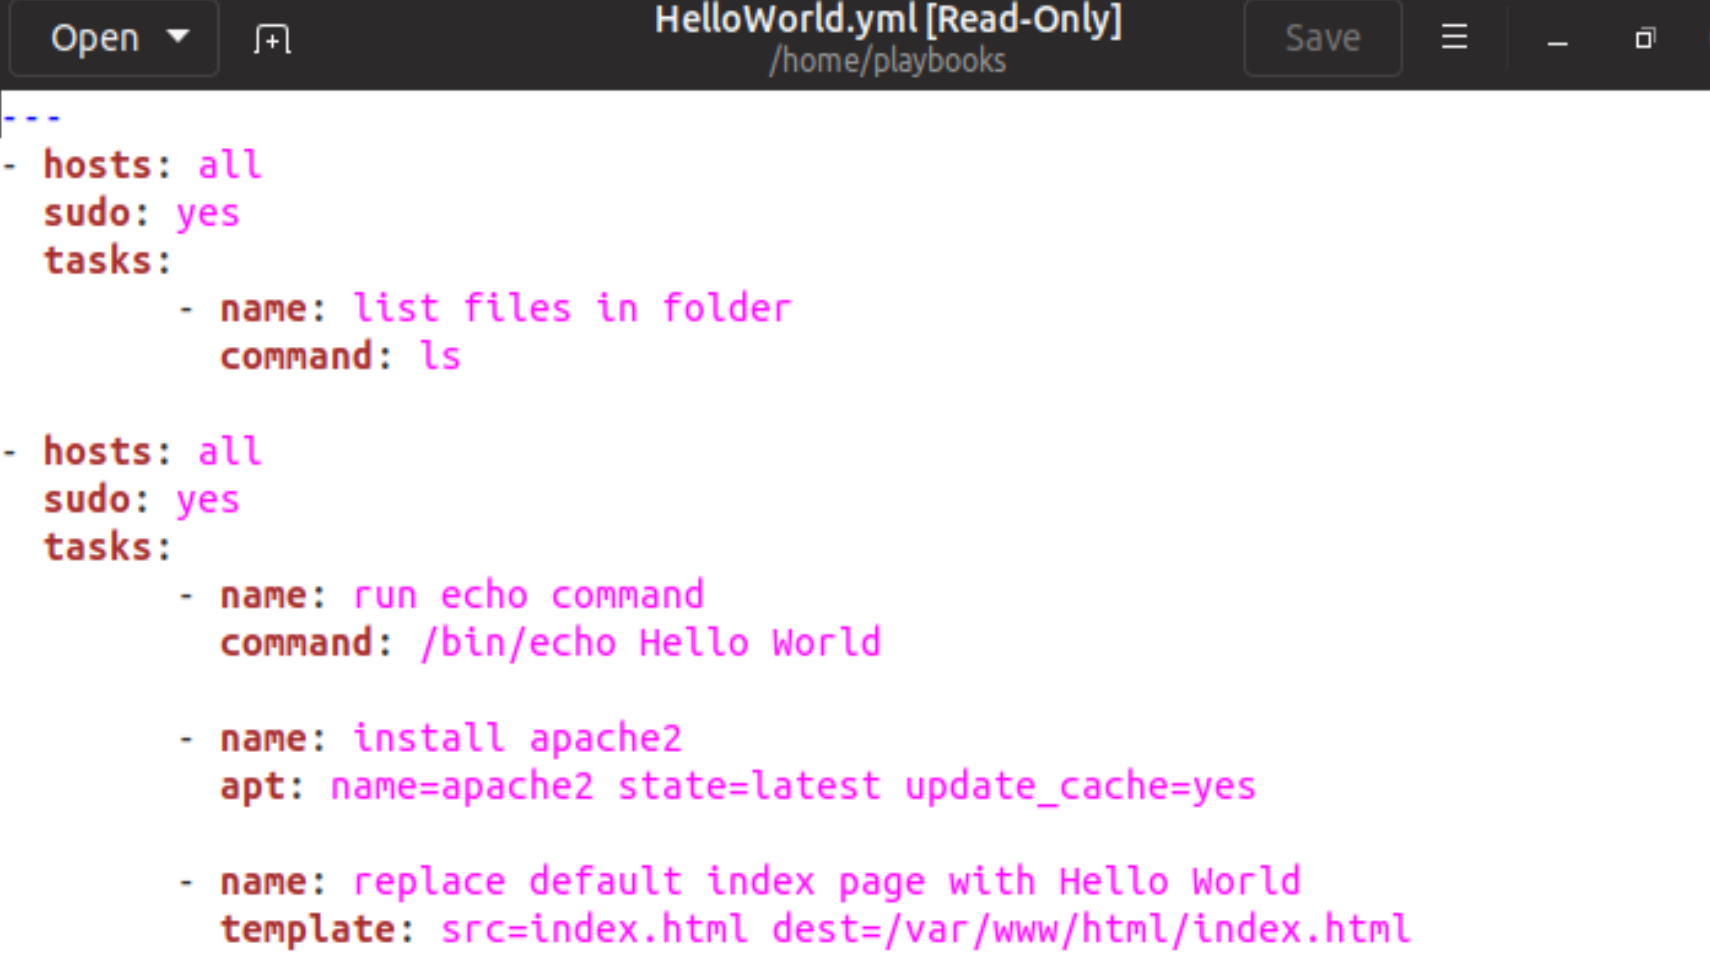 Open HelloWorld.yml [Read-Only] Save
/home/playbooks
---
- hosts: all
  sudo: yes
  tasks:
        - name: list files in folder
          command: ls

- hosts: all
  sudo: yes
  tasks:
        - name: run echo command
          command: /bin/echo Hello World

        - name: install apache2
          apt: name=apache2 state=latest update_cache=yes

        - name: replace default index page with Hello World
          template: src=index.html dest=/var/www/html/index.html